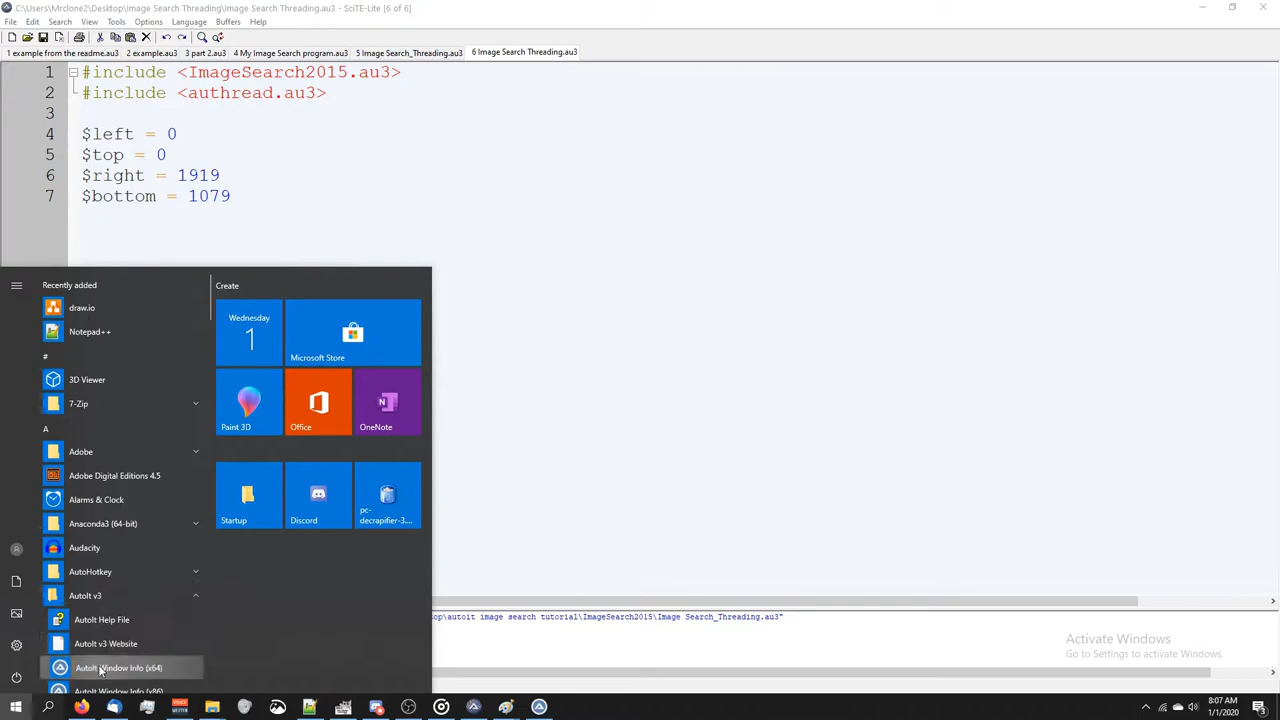 C:\Users\Mrclone2\Desktop\Image Search Threading\Image Search Threading.au3 - SciTE-Lite [6 of 6]
File Edit Search View Tools Options Language Buffers Help
1 example from the readme.au3 2 example.au3 3 part 2.au3 4 My Image Search program.au3 5 Image Search_Threading.au3 6 Image Search Threading.au3
1 #include <ImageSearch2015.au3>
2 #include <authread.au3>
3
4 $left = 0
5 $top = 0
6 $right = 1919
7 $bottom = 1079
Recently added
draw.io
Notepad++
#
3D Viewer
7-Zip
A
Adobe
Adobe Digital Editions 4.5
Alarms & Clock
Anaconda3 (64-bit)
Audacity
AutoHotkey
AutoIt v3
AutoIt Help File
AutoIt v3 Website
AutoIt Window Info (x64)
AutoIt Window Info (x86)
Create
Wednesday
1
Microsoft Store
Paint 3D
Office
OneNote
Startup
Discord
pc-
decrapifier-3....
top\autoit image search tutorial\ImageSearch2015\Image Search_Threading.au3"
Activate Windows
Go to Settings to activate Windows.
8:07 AM
1/1/2020
3